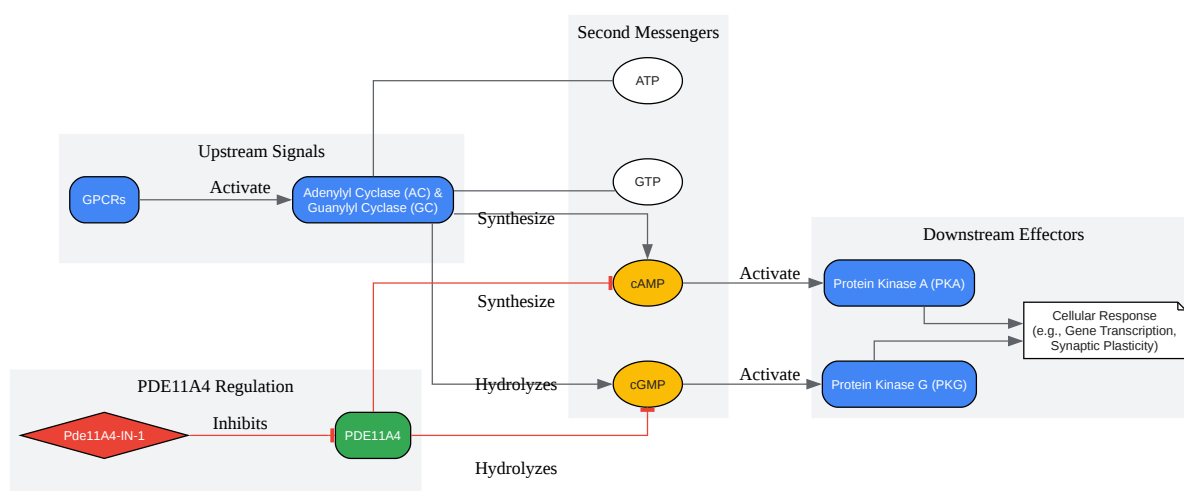 Second Messengers
ATP
Upstream Signals
GPCRs
Activate
Adenylyl Cyclase (AC) &
Guanylyl Cyclase (GC)
GTP
Synthesize
Downstream Effectors
cAMP
Activate
Protein Kinase A (PKA)
Synthesize
Cellular Response
(e.g., Gene Transcription,
Synaptic Plasticity)
PDE11A4 Regulation
Hydrolyzes
cGMP
Activate
Protein Kinase G (PKG)
Pde11A4-IN-1
Inhibits
PDE11A4
Hydrolyzes